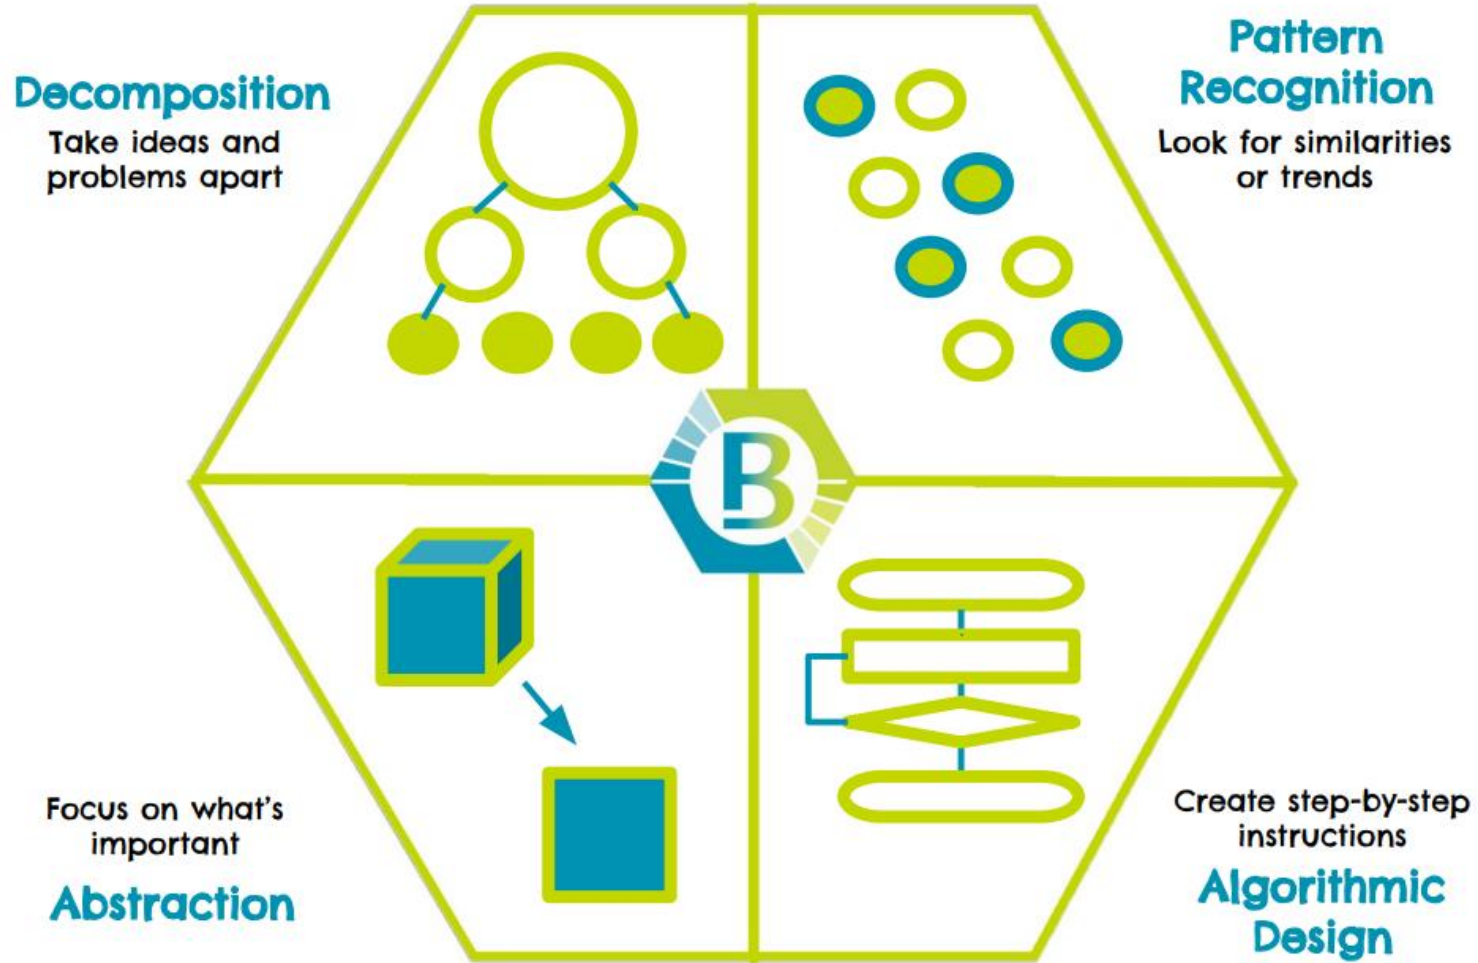 Decomposition
Take ideas and
problems apart
Pattern
Recognition
Look for similarities
or trends
B
Focus on what's
important
Abstraction
Create step-by-step
instructions
Algorithmic
Design